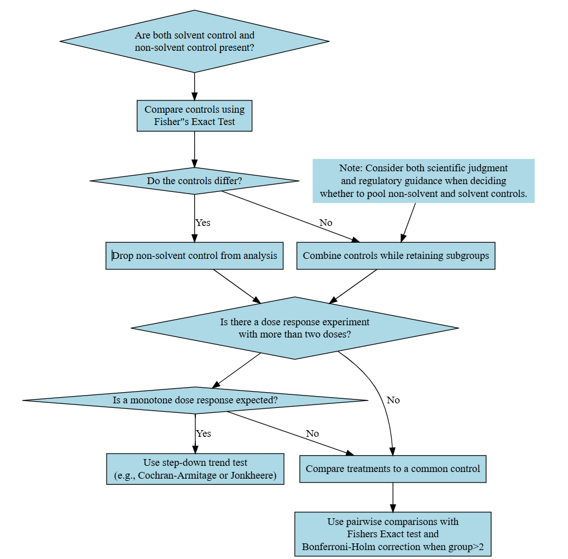 Are both solvent control and
non-solvent control present?
Compare controls using
Fisher"s Exact Test
Do the controls differ?
Note: Consider both scientific judgment
and regulatory guidance when deciding
whether to pool non-solvent and solvent controls.
Yes
No
Drop non-solvent control from analysis
Combine controls while retaining subgroups
Is there a dose response experiment
with more than two doses?
Is a monotone dose response expected?
No
Yes
No
Use step-down trend test
(e.g., Cochran-Armitage or Jonkheere)
Compare treatments to a common control
Use pairwise comparisons with
Fishers Exact test and
Bonferroni-Holm correction when group>2